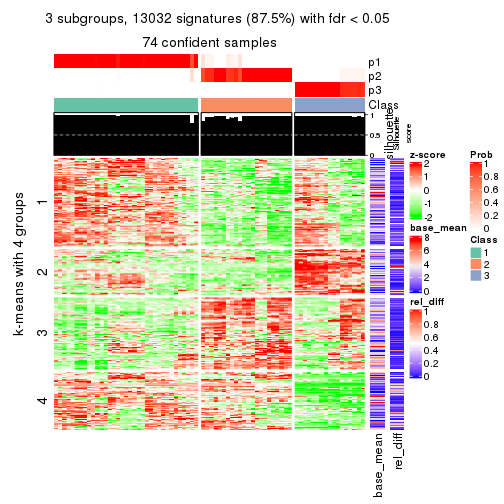 3 subgroups, 13032 signatures (87.5%) with fdr < 0.05
74 confident samples
p1
p2
p3
Class
1
0.5
0
silhouette
Silhouette
score
k-means with 4 groups
1
2
3
4
base_mean
rel_diff
z-score
2
1
0
-1
-2
base_mean
8
6
4
2
0
rel_diff
1
0.8
0.6
0.4
0.2
0
Prob
1
0.8
0.6
0.4
0.2
0
Class
1
2
3